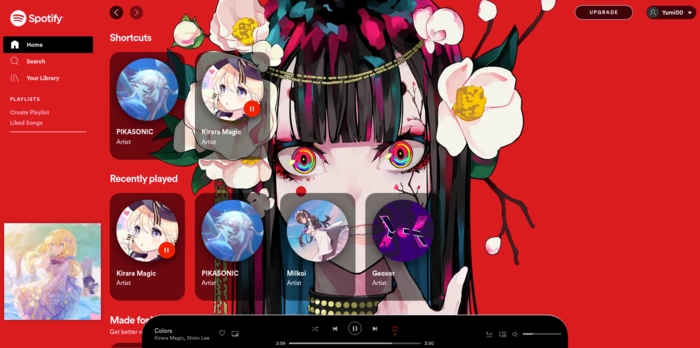 Spotify
UPGRADE
Yumi00
Home
Search
Your Library
PLAYLISTS
Create Playlist
Liked Songs
Shortcuts
PIKASONIC
Artist
Kirara Magic
Artist
Recently played
Kirara Magic
Artist
PIKASONIC
Artist
Milkoi
Artist
Geoxor
Artist
Made for
Get better
Colors
Kirara Magic, Shion Lee
2:09
3:50